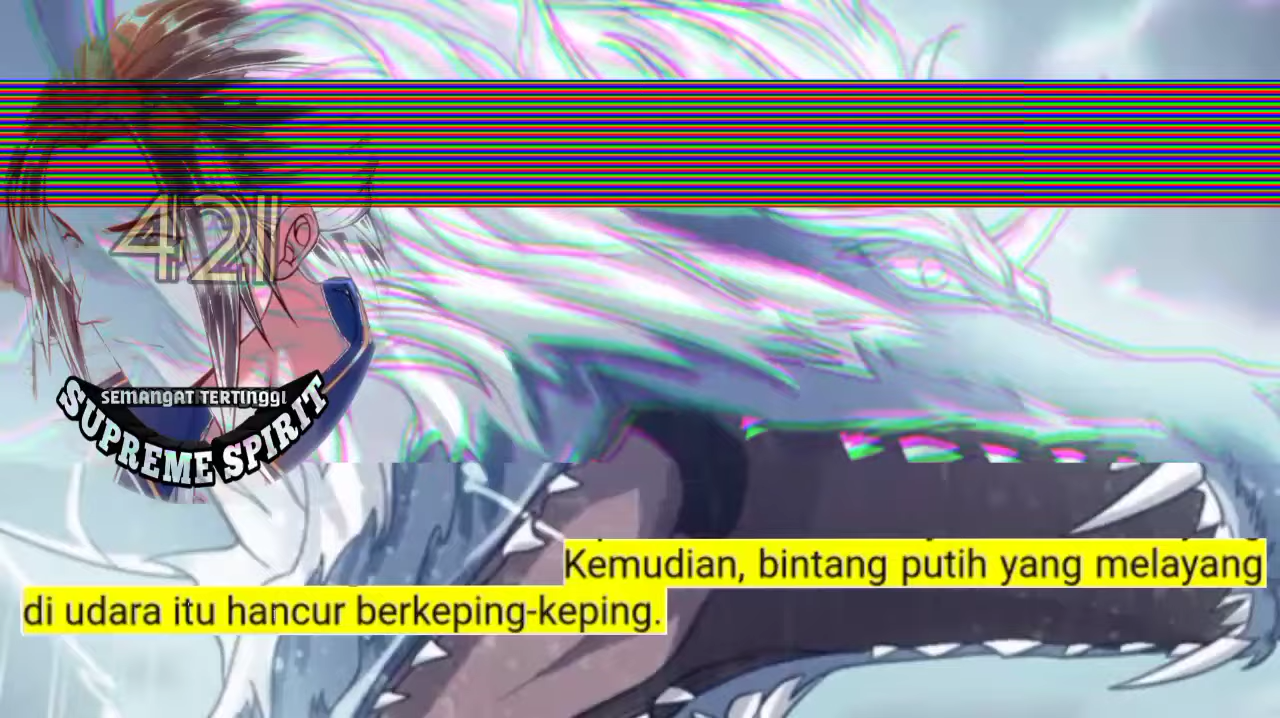 421
SEMANGAT TERTINGGI
SUPREME SPIRIT
Kemudian, bintang putih yang melayang
di udara itu hancur berkeping-keping.